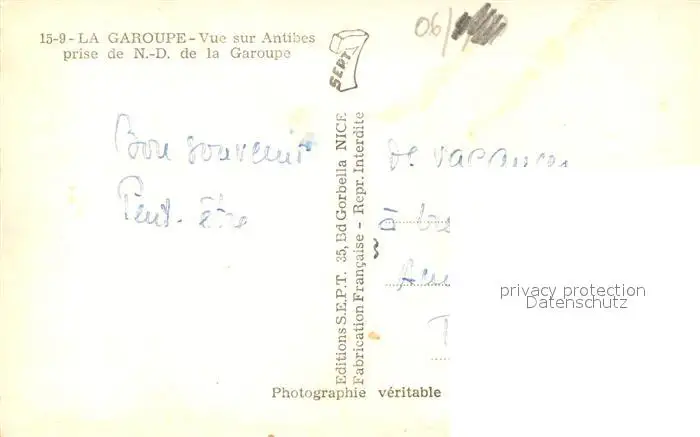 15-9-LA GAROUPE-Vue sur Antibes
prise de N.-D. de la Garoupe
SEPT
06/
Bon souvenir de vacances
Peut-être à
Editions S.E.P.T. 35, Bd Gorbella NICE
Fabrication Française - Repr. Interdite
privacy protection
Datenschutz
Photographie véritable